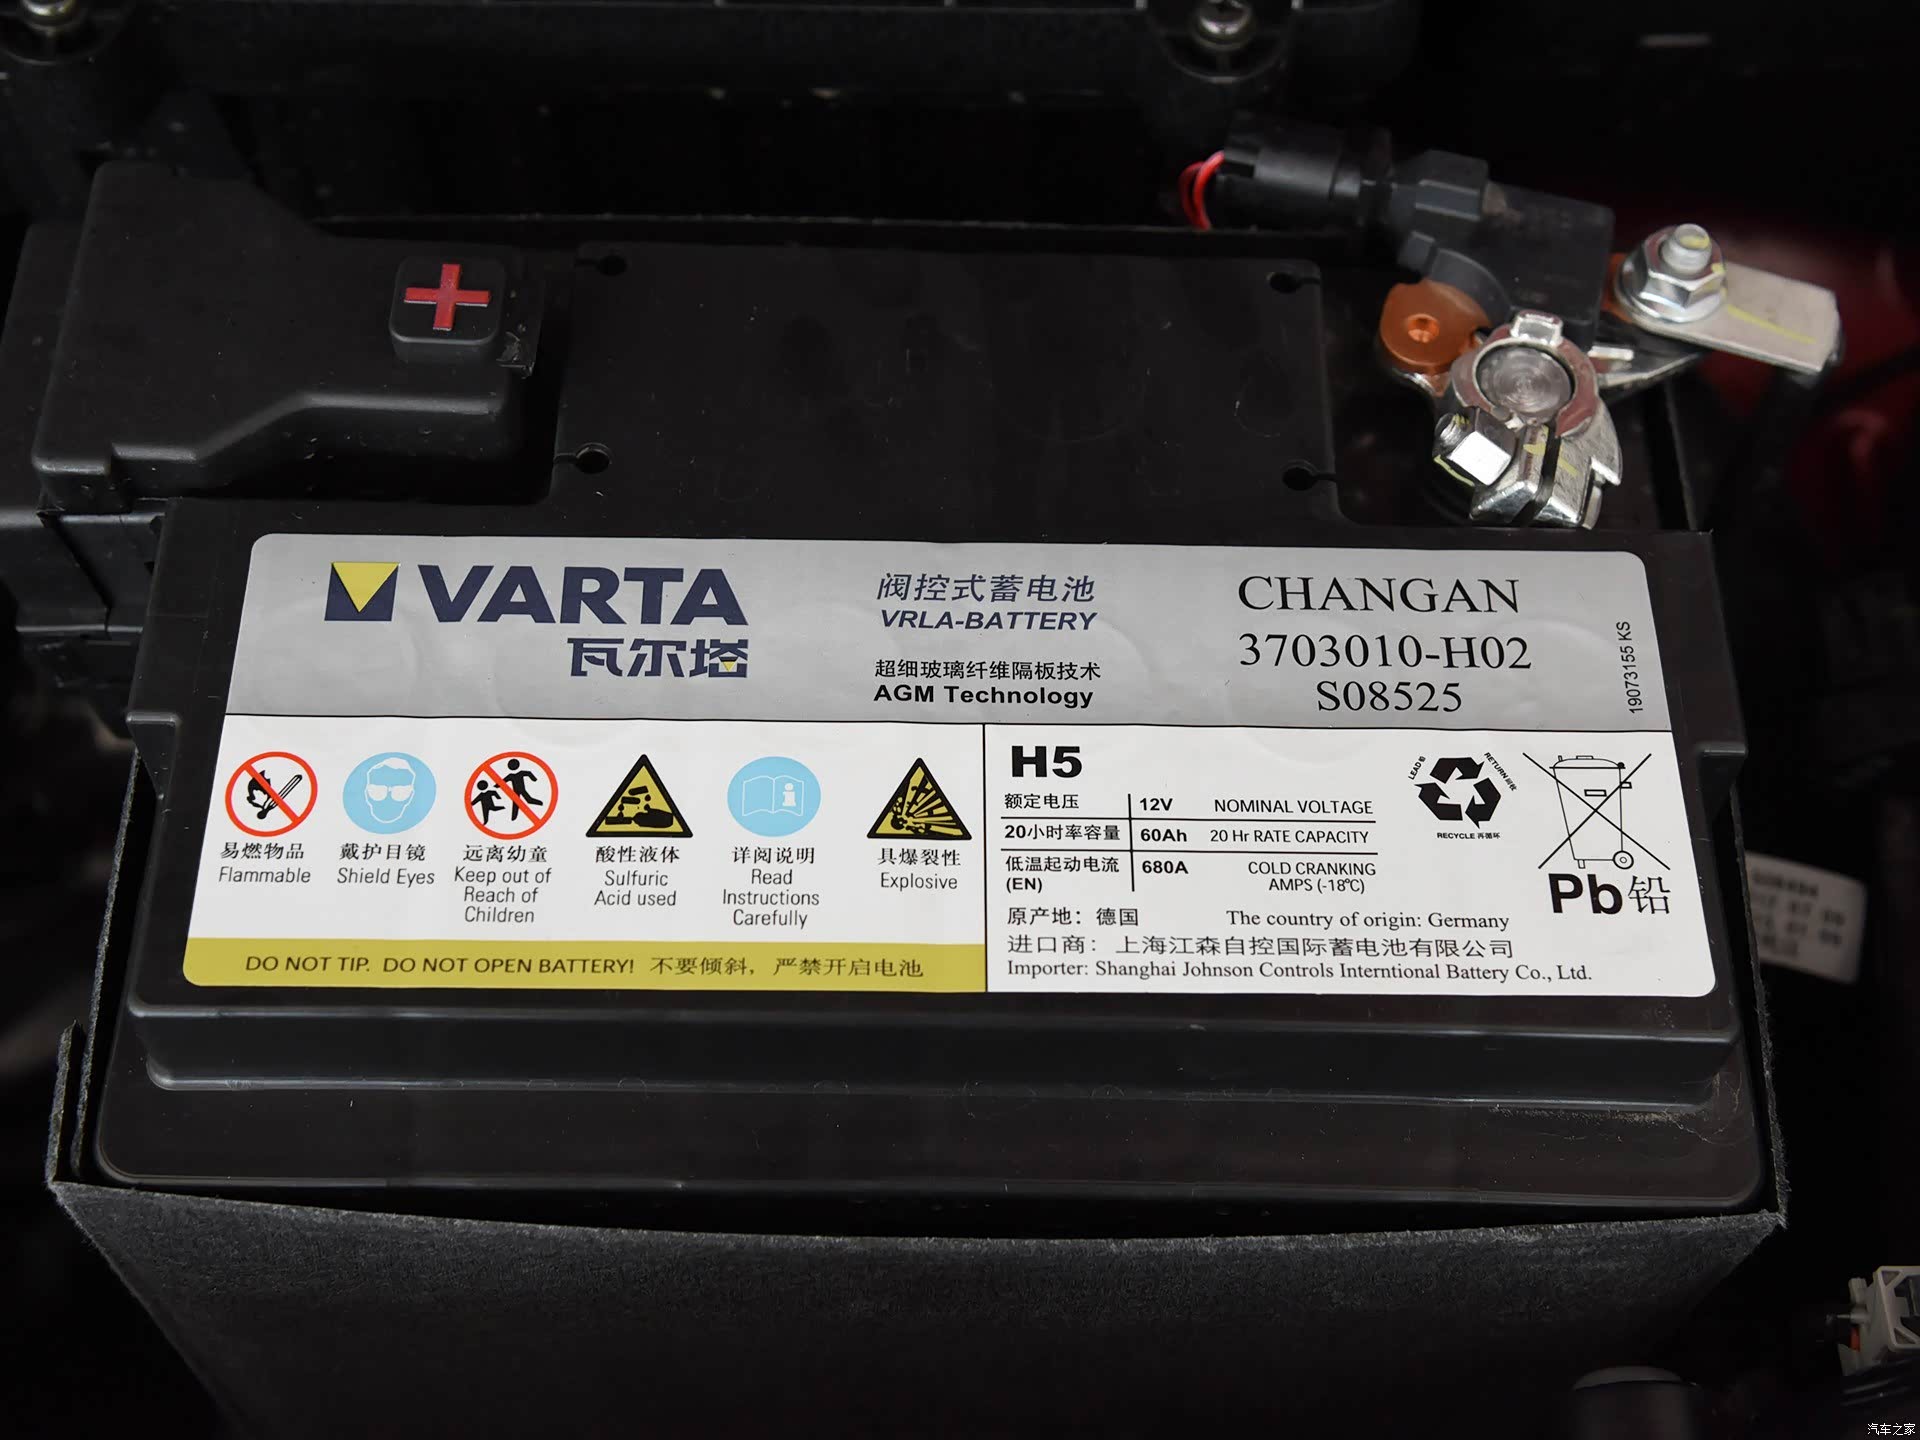 VARTA
瓦尔塔
阀控式蓄电池
VRLA-BATTERY
超细玻璃纤维隔板技术
AGM Technology
CHANGAN
3703010-H02
S08525
19073155 KS
易燃物品
Flammable
戴护目镜
Shield Eyes
远离幼童
Keep out of
Reach of
Children
酸性液体
Sulfuric
Acid used
详阅说明
Read
Instructions
Carefully
具爆裂性
Explosive
DO NOT TIP. DO NOT OPEN BATTERY! 不要倾斜，严禁开启电池
H5
额定电压 12V NOMINAL VOLTAGE
20小时率容量 60Ah 20 Hr RATE CAPACITY
低温起动电流 680A COLD CRANKING
(EN) AMPS (-18℃)
原产地：德国 The country of origin: Germany
进口商：上海江森自控国际蓄电池有限公司
Importer: Shanghai Johnson Controls Interntional Battery Co., Ltd.
LEAD 铅
RETURN 回收
RECYCLE 再循环
Pb铅
汽车之家